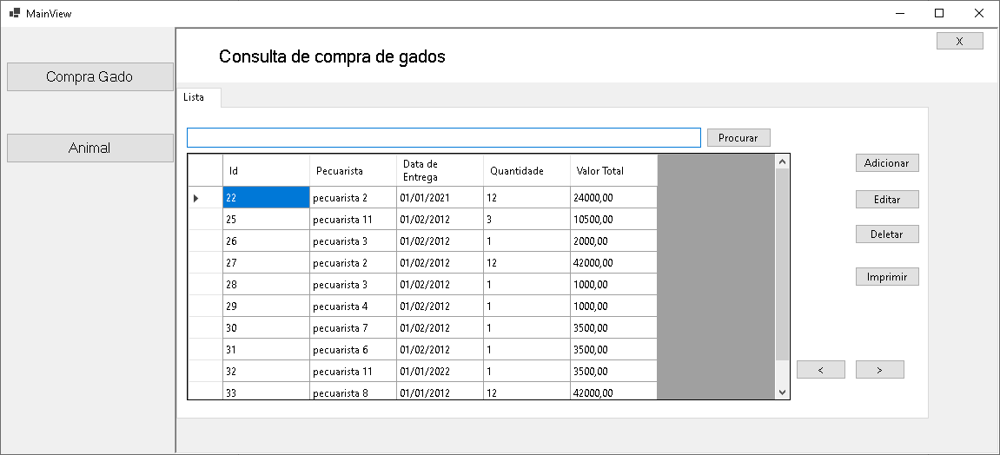 MainView
X
Consulta de compra de gados
Compra Gado
Animal
Lista
Procurar
Id Pecuarista Data de Entrega Quantidade Valor Total
22 pecuarista 2 01/01/2021 12 24000,00
25 pecuarista 11 01/02/2012 3 10500,00
26 pecuarista 3 01/02/2012 1 2000,00
27 pecuarista 2 01/02/2012 12 42000,00
28 pecuarista 3 01/02/2012 1 1000,00
29 pecuarista 4 01/02/2012 1 1000,00
30 pecuarista 7 01/02/2012 1 3500,00
31 pecuarista 6 01/02/2012 1 3500,00
32 pecuarista 11 01/01/2022 1 3500,00
33 pecuarista 8 01/01/2012 12 42000,00
Adicionar
Editar
Deletar
Imprimir
< >